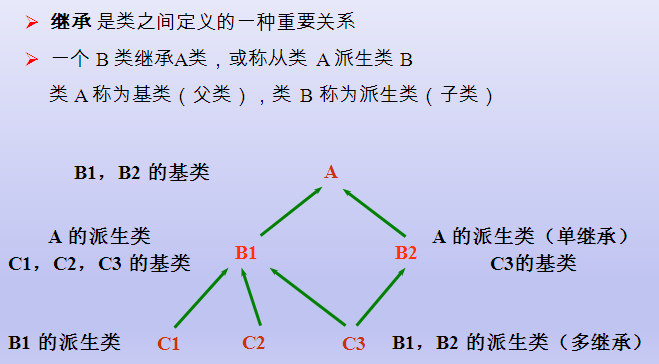 继承 是类之间定义的一种重要关系
一个 B 类继承A类，或称从类 A 派生类 B
类 A 称为基类（父类），类 B 称为派生类（子类）
B1，B2 的基类
A
A 的派生类
C1，C2，C3 的基类
B1
B2
A 的派生类（单继承）
C3的基类
B1 的派生类
C1
C2
C3
B1，B2 的派生类（多继承）